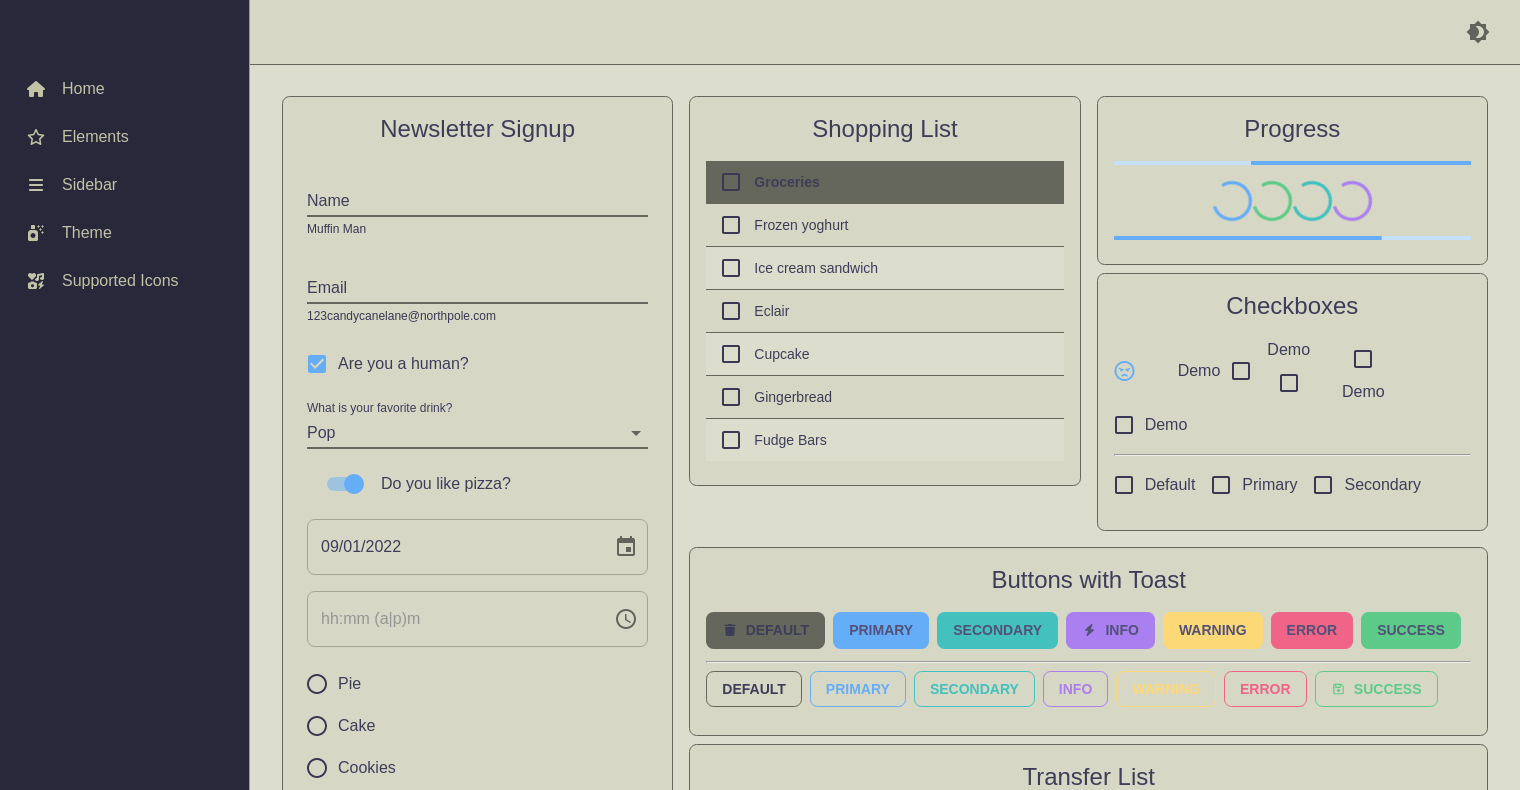 Home
Elements
Sidebar
Theme
Supported Icons
Newsletter Signup
Name
Muffin Man
Email
123candycanelane@northpole.com
Are you a human?
What is your favorite drink?
Pop
Do you like pizza?
09/01/2022
hh:mm (a|p)m
Pie
Cake
Cookies
Shopping List
Groceries
Frozen yoghurt
Ice cream sandwich
Eclair
Cupcake
Gingerbread
Fudge Bars
Progress
Checkboxes
Demo
Demo
Demo
Demo
Default Primary Secondary
Buttons with Toast
DEFAULT PRIMARY SECONDARY INFO WARNING ERROR SUCCESS
DEFAULT PRIMARY SECONDARY INFO WARNING ERROR SUCCESS
Transfer List